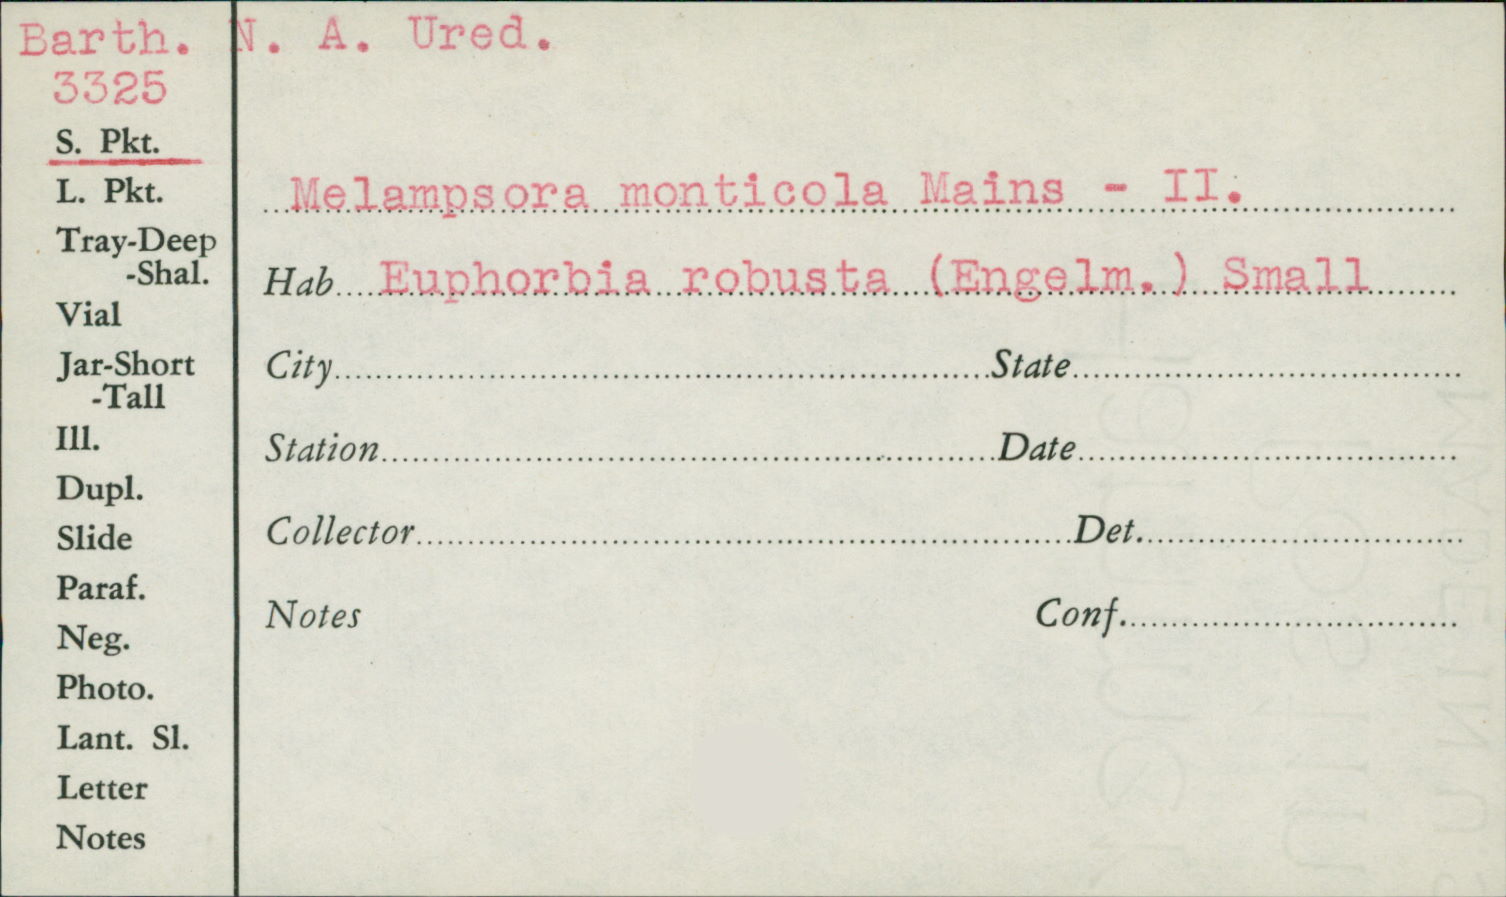 Barth. N. A. Ured.
3325
S. Pkt.
L. Pkt.
Tray-Deep
-Shal.
Vial
Jar-Short
-Tall
Ill.
Dupl.
Slide
Paraf.
Neg.
Photo.
Lant. Sl.
Letter
Notes
Melampsora monticola Mains - II.
Hab. Euphorbia robusta (Engelm.) Small
City State
Station Date
Collector Det.
Notes Conf.